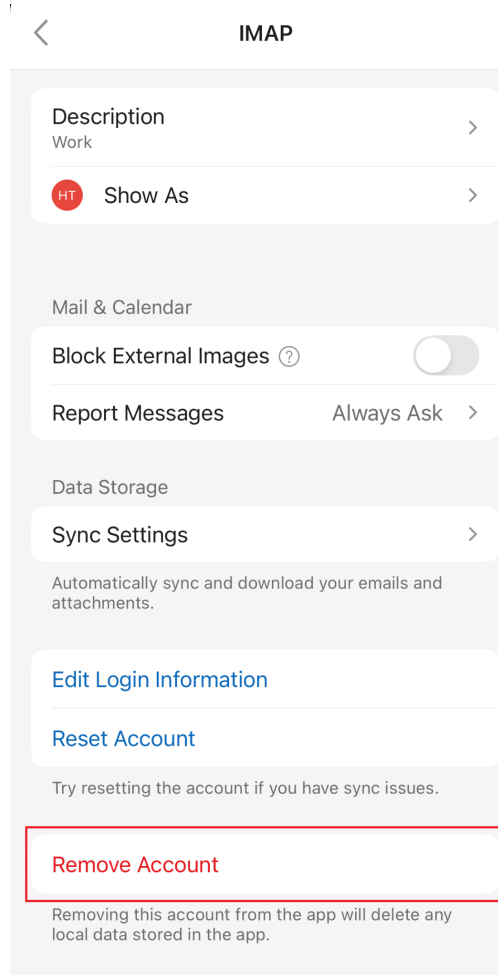 IMAP
Description
Work
HT Show As
Mail & Calendar
Block External Images ?
Report Messages Always Ask
Data Storage
Sync Settings
Automatically sync and download your emails and
attachments.
Edit Login Information
Reset Account
Try resetting the account if you have sync issues.
Remove Account
Removing this account from the app will delete any
local data stored in the app.